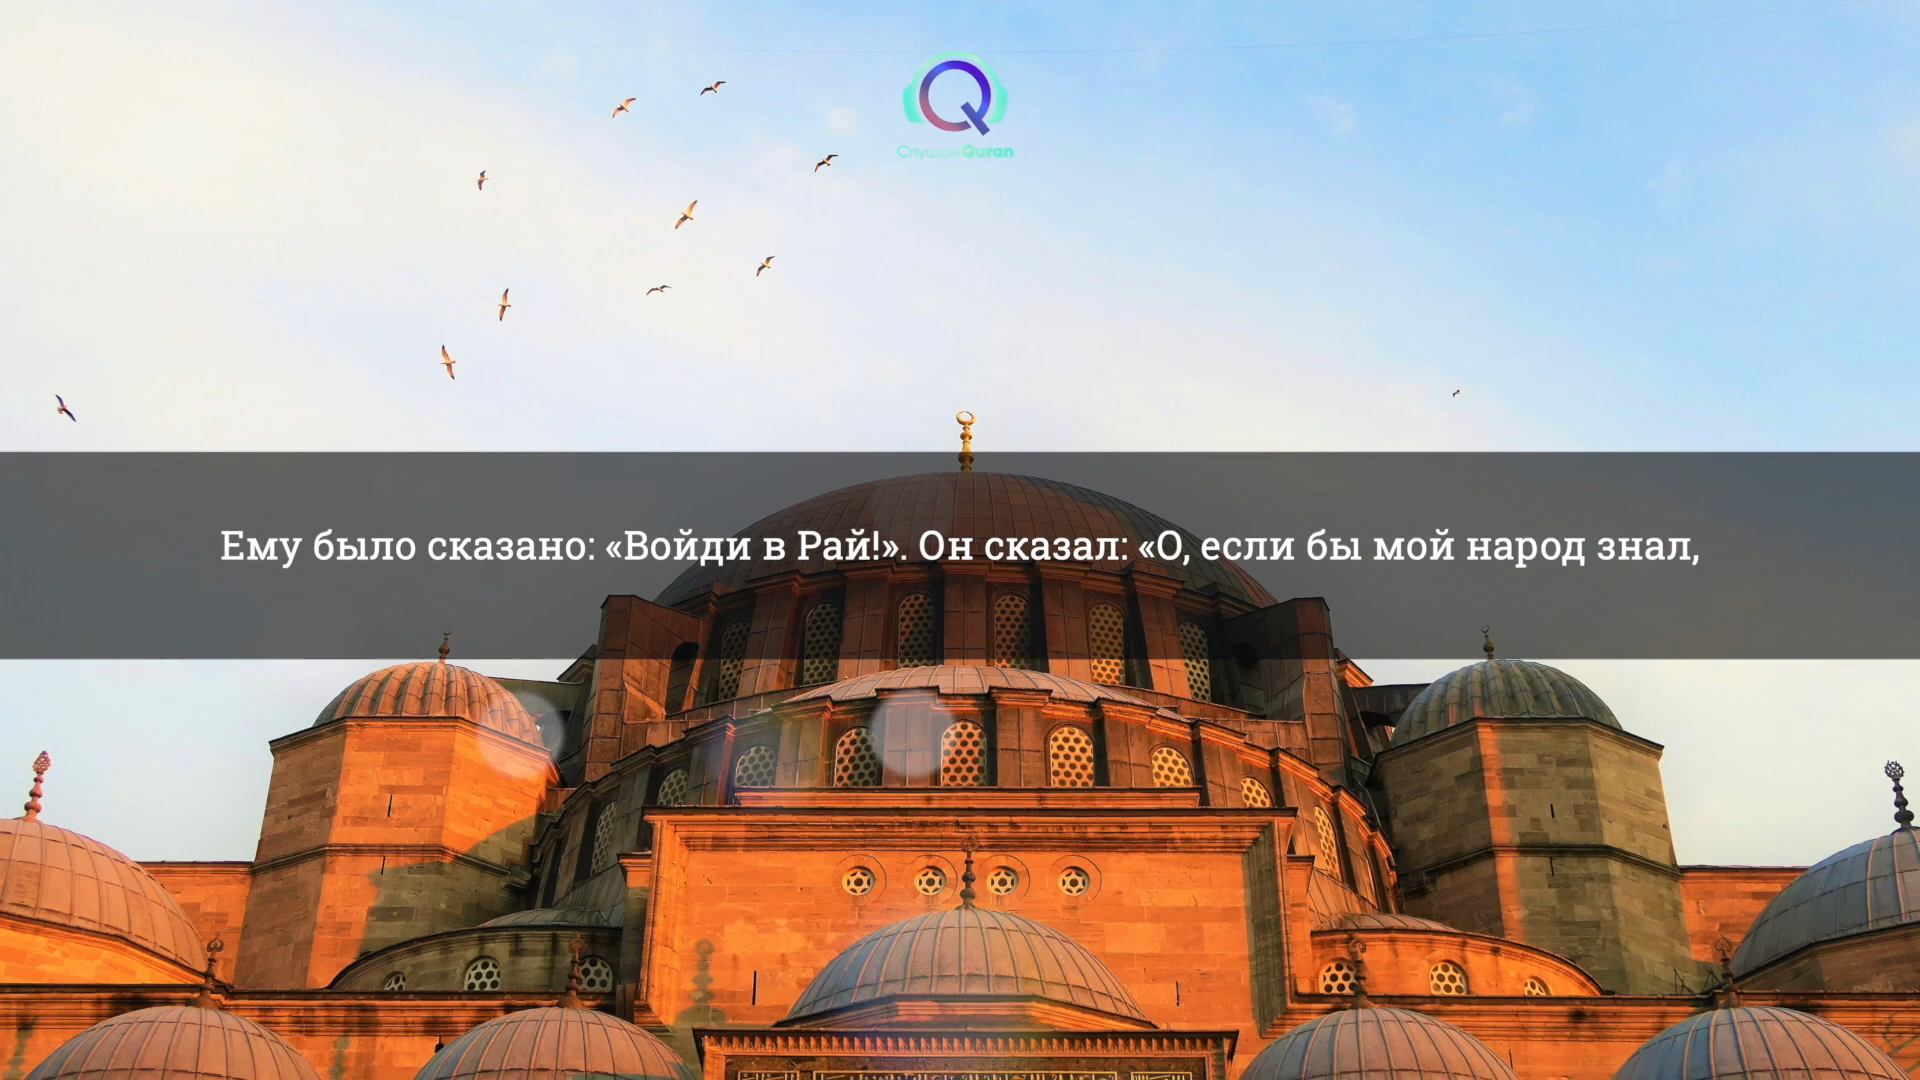 Слушай Quran
Ему было сказано: «Войди в Рай!». Он сказал: «О, если бы мой народ знал,